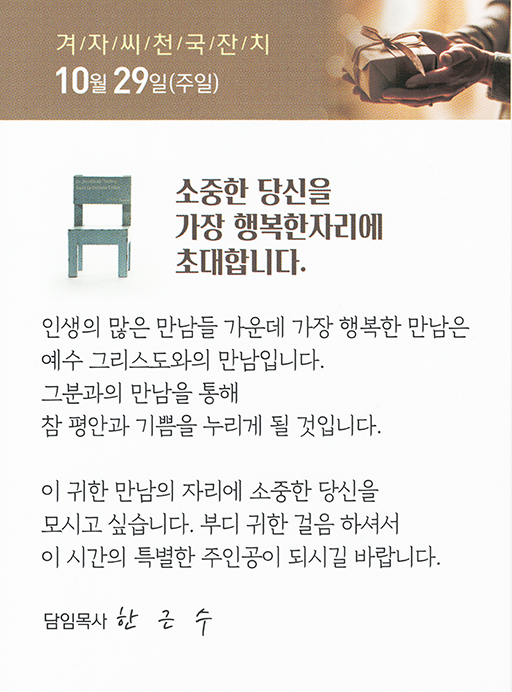 겨/자/씨/천/국/잔/치
10월 29일(주일)
소중한 당신을
가장 행복한자리에
초대합니다.
인생의 많은 만남들 가운데 가장 행복한 만남은
예수 그리스도와의 만남입니다.
그분과의 만남을 통해
참 평안과 기쁨을 누리게 될 것입니다.
이 귀한 만남의 자리에 소중한 당신을
모시고 싶습니다. 부디 귀한 걸음 하셔서
이 시간의 특별한 주인공이 되시길 바랍니다.
담임목사 한 근 수